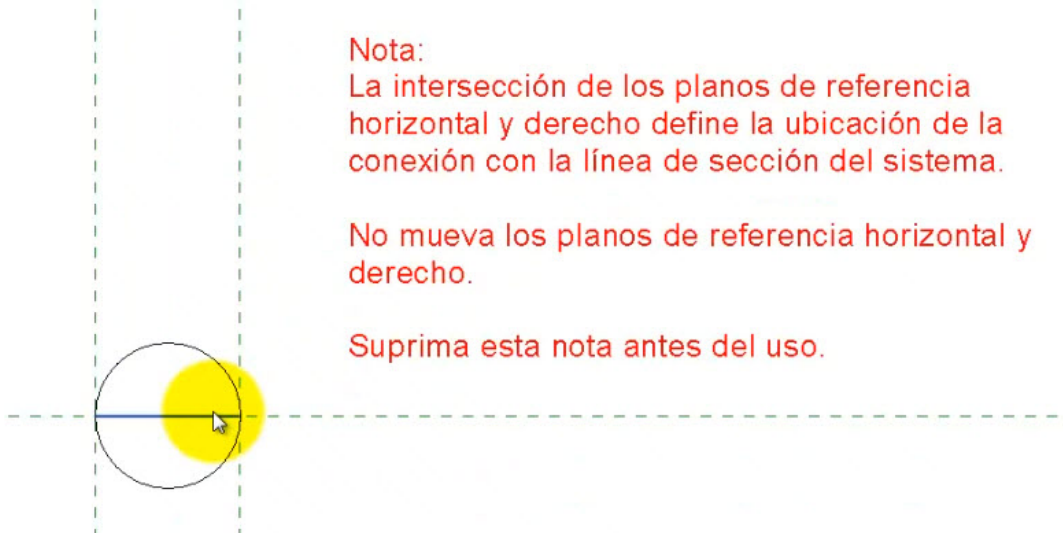 Nota:
La intersección de los planos de referencia
horizontal y derecho define la ubicación de la
conexión con la línea de sección del sistema.
No mueva los planos de referencia horizontal y
derecho.
Suprima esta nota antes del uso.